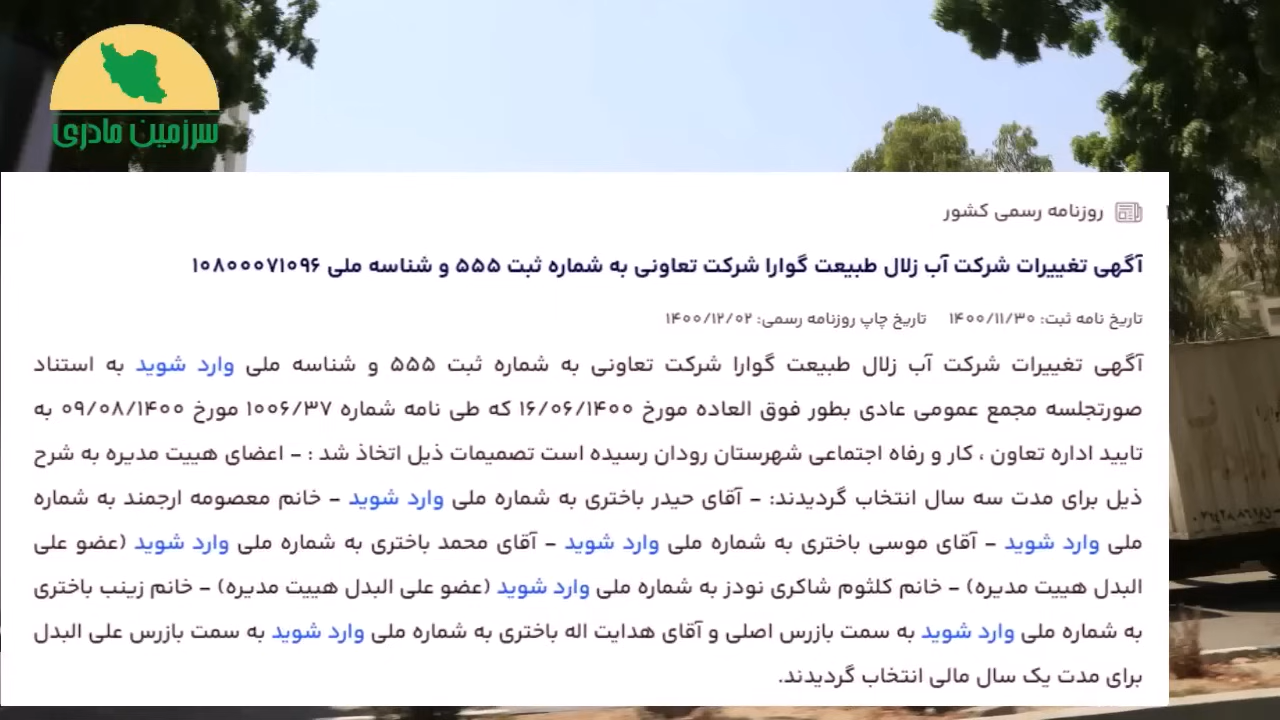 سرزمین مادری
روزنامه رسمی کشور
آگهی تغییرات شرکت آب زلال طبیعت گوارا شرکت تعاونی به شماره ثبت ۵۵۵ و شناسه ملی ۱۰۸۰۰۰۷۱۰۹۶
تاریخ نامه ثبت: ۱۴۰۰/۱۱/۳۰ تاریخ چاپ روزنامه رسمی: ۱۴۰۰/۱۲/۰۲
آگهی تغییرات شرکت آب زلال طبیعت گوارا شرکت تعاونی به شماره ثبت ۵۵۵ و شناسه ملی وارد شوید به استناد
صورتجلسه مجمع عمومی عادی بطور فوق العاده مورخ ۱۶/۰۶/۱۴۰۰ که طی نامه شماره ۱۰۰۶/۳۷ مورخ ۰۹/۰۸/۱۴۰۰ به
تایید اداره تعاون ، کار و رفاه اجتماعی شهرستان رودان رسیده است تصمیمات ذیل اتخاذ شد : - اعضای هییت مدیره به شرح
ذیل برای مدت سه سال انتخاب گردیدند: - آقای حیدر باختری به شماره ملی وارد شوید - خانم معصومه ارجمند به شماره
ملی وارد شوید - آقای موسی باختری به شماره ملی وارد شوید - آقای محمد باختری به شماره ملی وارد شوید (عضو علی
البدل هییت مدیره) - خانم کلثوم شاکری نودز به شماره ملی وارد شوید (عضو علی البدل هییت مدیره) - خانم زینب باختری
به شماره ملی وارد شوید به سمت بازرس اصلی و آقای هدایت اله باختری به شماره ملی وارد شوید به سمت بازرس علی البدل
برای مدت یک سال مالی انتخاب گردیدند.